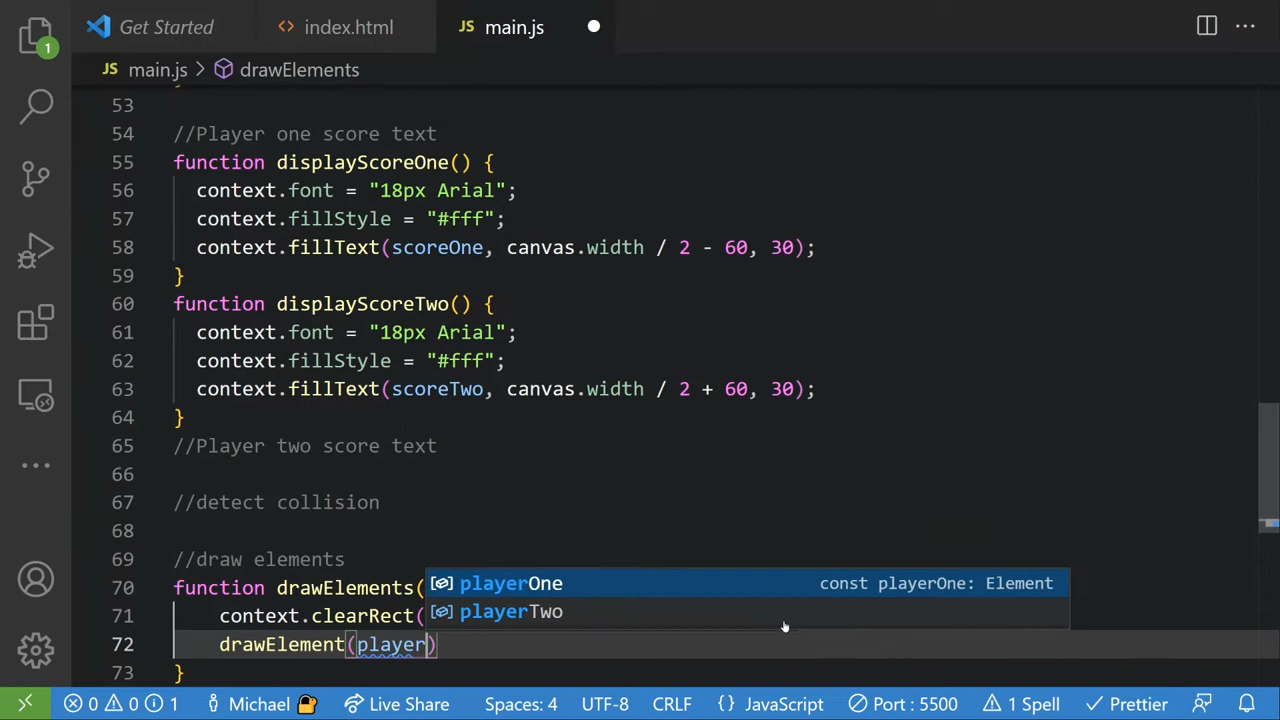 Get Started
<> index.html
JS main.js
1
JS main.js > drawElements
53
54 //Player one score text
55 function displayScoreOne() {
56 context.font = "18px Arial";
57 context.fillStyle = "#fff";
58 context.fillText(scoreOne, canvas.width / 2 - 60, 30);
59 }
60 function displayScoreTwo() {
61 context.font = "18px Arial";
62 context.fillStyle = "#fff";
63 context.fillText(scoreTwo, canvas.width / 2 + 60, 30);
64 }
65 //Player two score text
66
67 //detect collision
68
69 //draw elements
70 function drawElements(
playerOne const playerOne: Element
playerTwo
71 context.clearRect(
72 drawElement(player)
73 }
0 0 1 Michael Live Share Spaces: 4 UTF-8 CRLF {} JavaScript Port : 5500 1 Spell Prettier